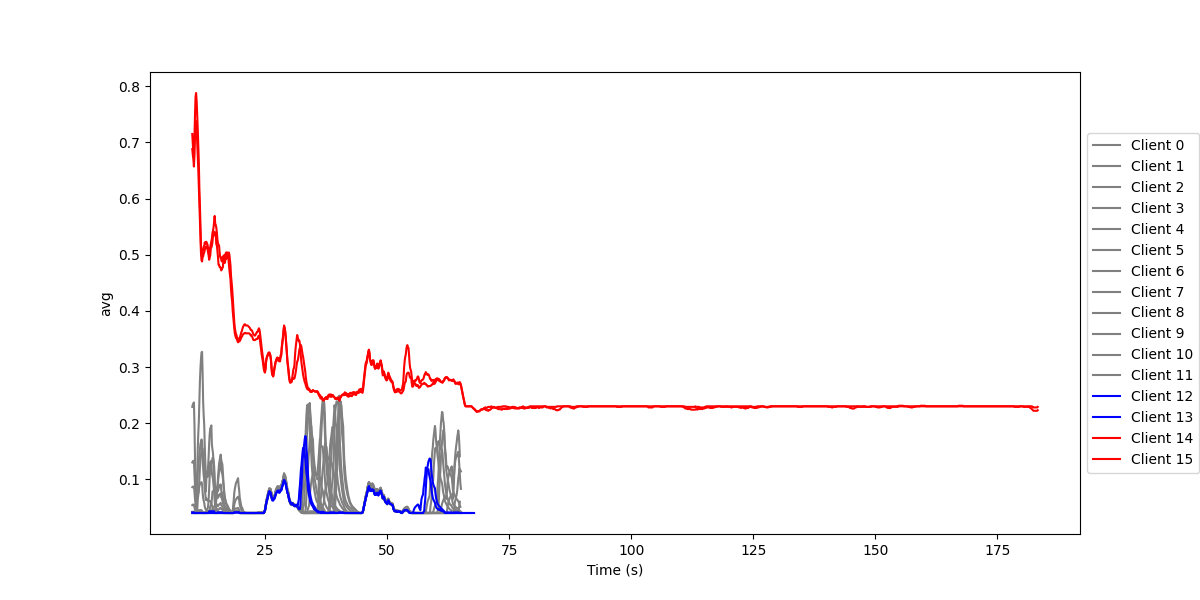 0.8
0.7
0.6
0.5
0.4
0.3
0.2
0.1
avg
25
50
75
100
125
150
175
Time (s)
Client 0
Client 1
Client 2
Client 3
Client 4
Client 5
Client 6
Client 7
Client 8
Client 9
Client 10
Client 11
Client 12
Client 13
Client 14
Client 15